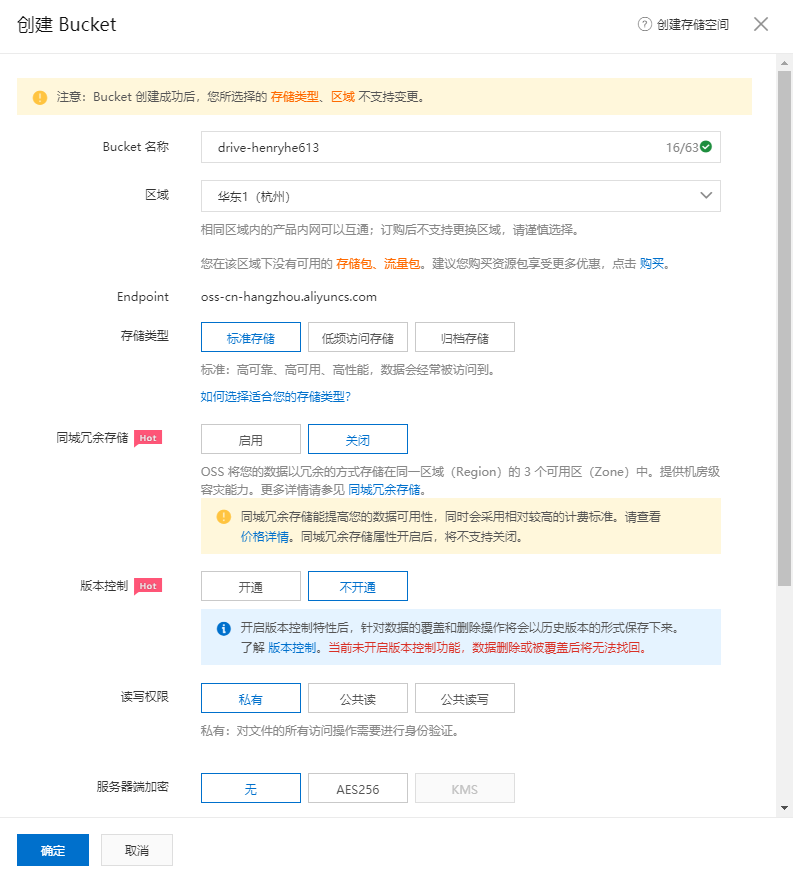 创建 Bucket
创建存储空间
注意：Bucket 创建成功后，您所选择的 存储类型、区域 不支持变更。
Bucket 名称
drive-henryhe613
16/63
区域
华东1（杭州）
相同区域内的产品内网可以互通；订购后不支持更换区域，请谨慎选择。
您在该区域下没有可用的 存储包、流量包。建议您购买资源包享受更多优惠，点击 购买。
Endpoint
oss-cn-hangzhou.aliyuncs.com
存储类型
标准存储 低频访问存储 归档存储
标准：高可靠、高可用、高性能，数据会经常被访问到。
如何选择适合您的存储类型？
同城冗余存储 Hot
启用 关闭
OSS 将您的数据以冗余的方式存储在同一区域（Region）的 3 个可用区（Zone）中。提供机房级
容灾能力。更多详情请参见 同城冗余存储。
同城冗余存储能提高您的数据可用性，同时会采用相对较高的计费标准。请查看
价格详情。同城冗余存储属性开启后，将不支持关闭。
版本控制 Hot
开通 不开通
开启版本控制特性后，针对数据的覆盖和删除操作将会以历史版本的形式保存下来。
了解 版本控制。当前未开启版本控制功能，数据删除或被覆盖后将无法找回。
读写权限
私有 公共读 公共读写
私有：对文件的所有访问操作需要进行身份验证。
服务器端加密
无 AES256 KMS
确定 取消